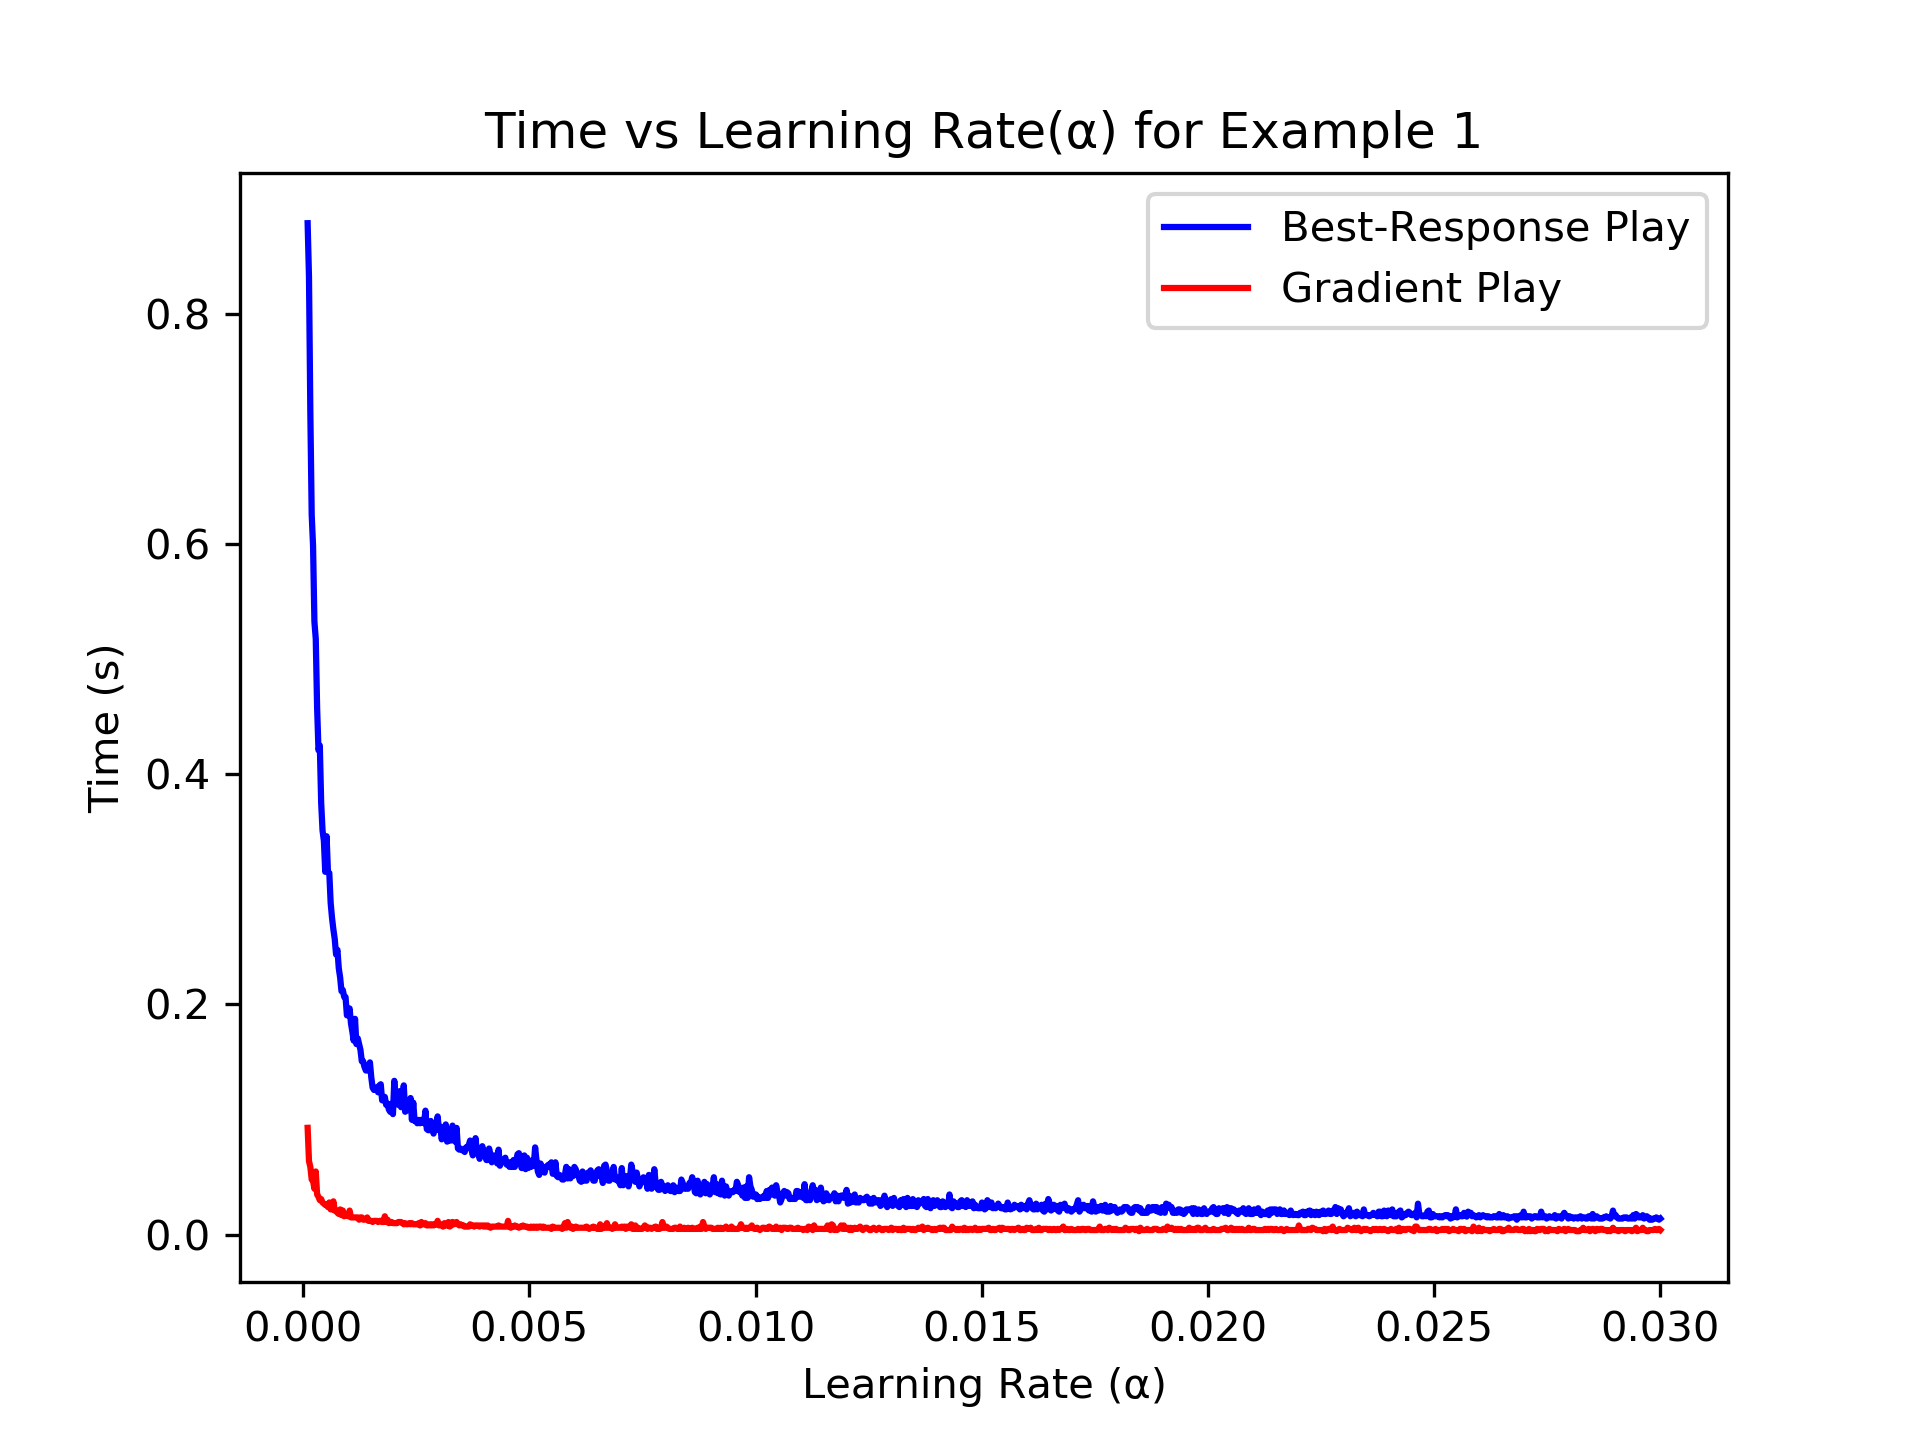 Time vs Learning Rate(α) for Example 1
Best-Response Play
Gradient Play
0.8
0.6
0.4
0.2
0.0
Time (s)
0.000 0.005 0.010 0.015 0.020 0.025 0.030
Learning Rate (α)